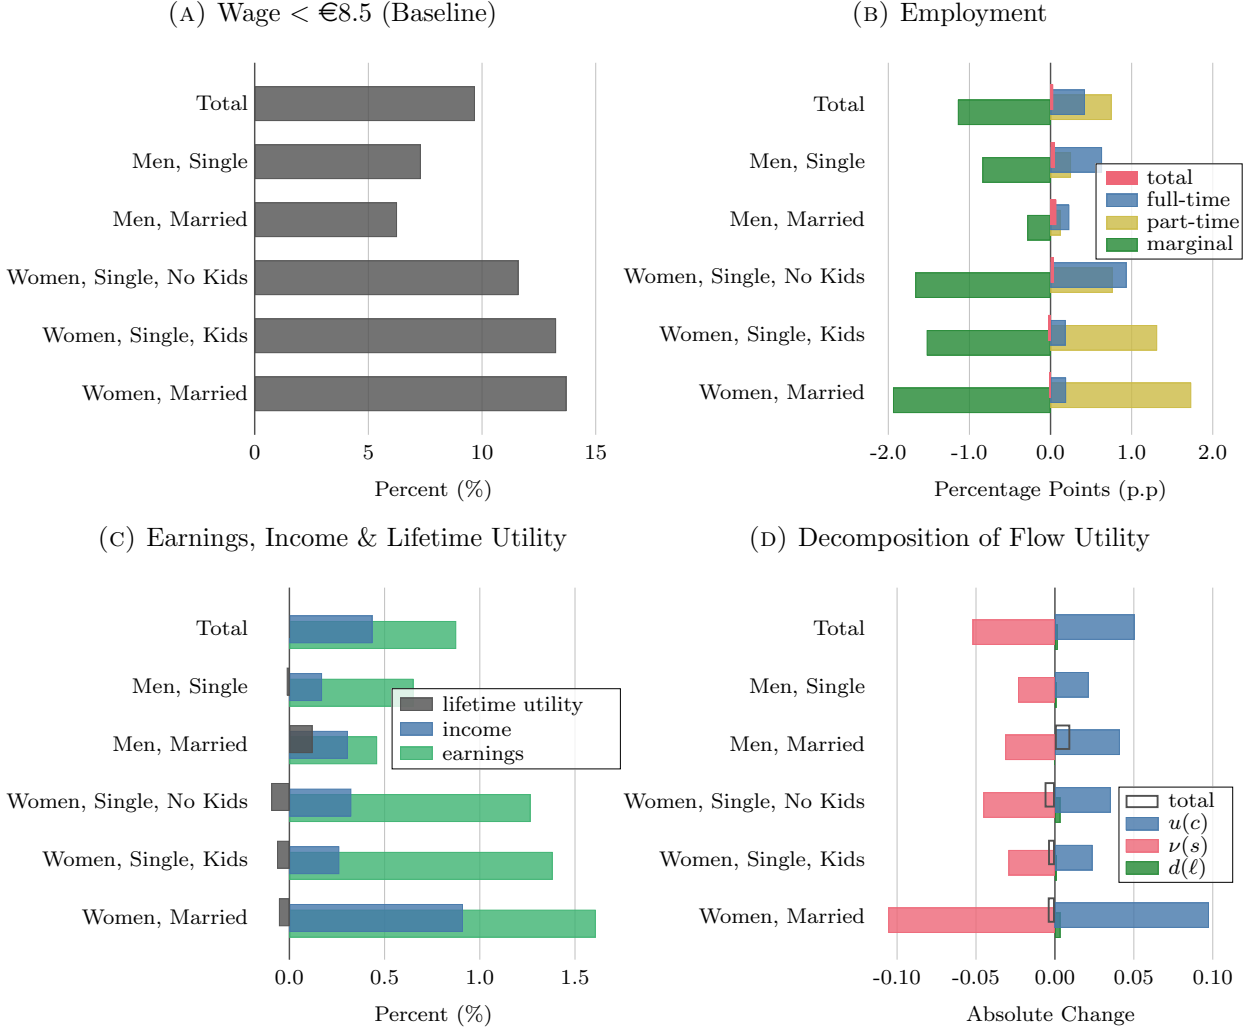 (A) Wage < €8.5 (Baseline)
Total
Men, Single
Men, Married
Women, Single, No Kids
Women, Single, Kids
Women, Married
0 5 10 15
Percent (%)
(B) Employment
Total
Men, Single
Men, Married
Women, Single, No Kids
Women, Single, Kids
Women, Married
total
full-time
part-time
marginal
-2.0 -1.0 0.0 1.0 2.0
Percentage Points (p.p)
(C) Earnings, Income & Lifetime Utility
Total
Men, Single
Men, Married
Women, Single, No Kids
Women, Single, Kids
Women, Married
lifetime utility
income
earnings
0.0 0.5 1.0 1.5
Percent (%)
(D) Decomposition of Flow Utility
Total
Men, Single
Men, Married
Women, Single, No Kids
Women, Single, Kids
Women, Married
total
u(c)
ν(s)
d(ℓ)
-0.10 -0.05 0.00 0.05 0.10
Absolute Change